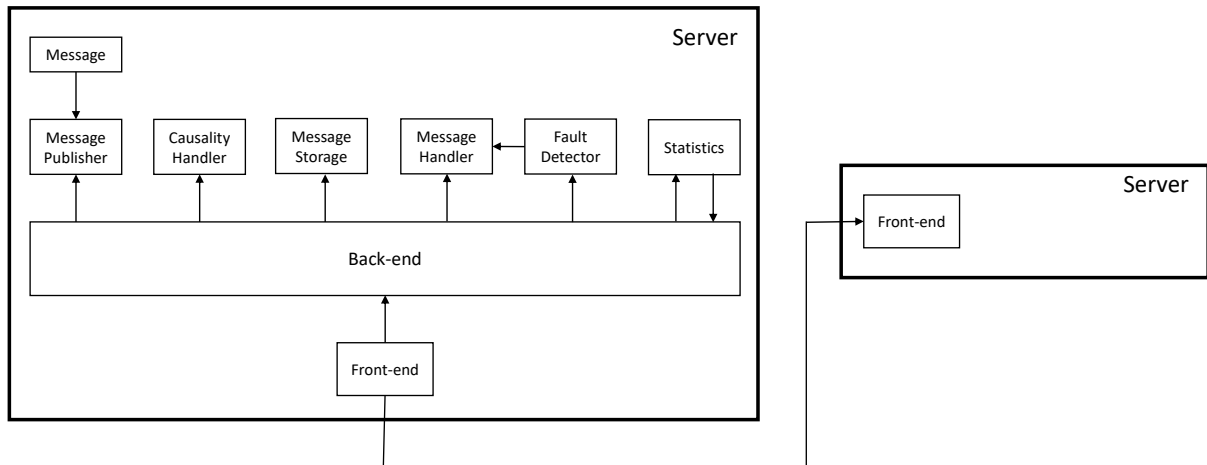 Server
Message
Message
Publisher
Causality
Handler
Message
Storage
Message
Handler
Fault
Detector
Statistics
Back-end
Front-end
Server
Front-end